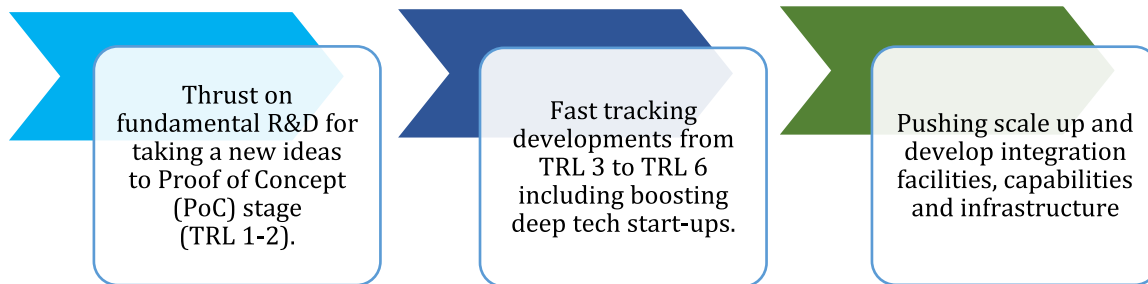 Thrust on
fundamental R&D for
taking a new ideas
to Proof of Concept
(PoC) stage
(TRL 1-2).
Fast tracking
developments from
TRL 3 to TRL 6
including boosting
deep tech start-ups.
Pushing scale up and
develop integration
facilities, capabilities
and infrastructure